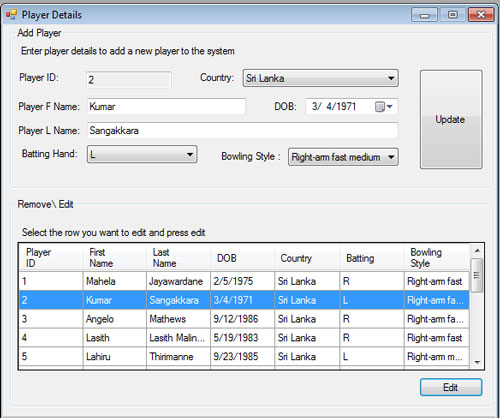 Player Details
Add Player
Enter player details to add a new player to the system
Player ID: 2 Country: Sri Lanka
Player F Name: Kumar DOB: 3/ 4/1971
Update
Player L Name: Sangakkara
Batting Hand: L Bowling Style : Right-arm fast medium
Remove\ Edit
Select the row you want to edit and press edit
Player ID First Name Last Name DOB Country Batting Bowling Style
1 Mahela Jayawardane 2/5/1975 Sri Lanka R Right-arm fast
2 Kumar Sangakkara 3/4/1971 Sri Lanka L Right-arm fa...
3 Angelo Mathews 9/12/1986 Sri Lanka R Right-arm fa...
4 Lasith Lasith Malin... 5/19/1983 Sri Lanka R Right-arm fast
5 Lahiru Thirimanne 9/23/1985 Sri Lanka L Right-arm m...
Edit